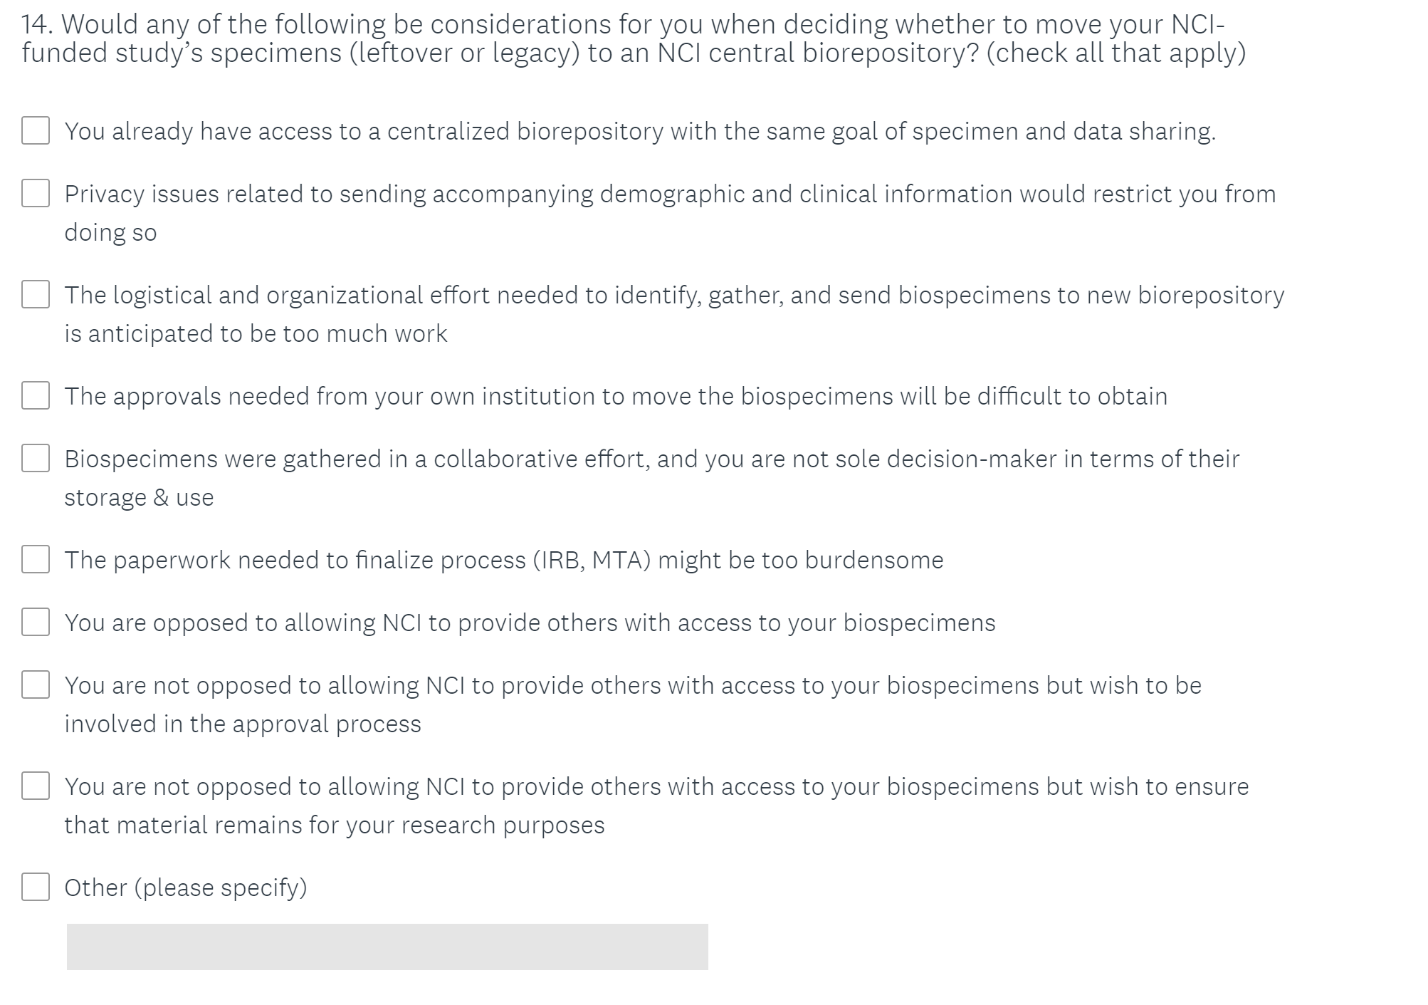 14. Would any of the following be considerations for you when deciding whether to move your NCI-
funded study’s specimens (leftover or legacy) to an NCI central biorepository? (check all that apply)
You already have access to a centralized biorepository with the same goal of specimen and data sharing.
Privacy issues related to sending accompanying demographic and clinical information would restrict you from
doing so
The logistical and organizational effort needed to identify, gather, and send biospecimens to new biorepository
is anticipated to be too much work
The approvals needed from your own institution to move the biospecimens will be difficult to obtain
Biospecimens were gathered in a collaborative effort, and you are not sole decision-maker in terms of their
storage & use
The paperwork needed to finalize process (IRB, MTA) might be too burdensome
You are opposed to allowing NCI to provide others with access to your biospecimens
You are not opposed to allowing NCI to provide others with access to your biospecimens but wish to be
involved in the approval process
You are not opposed to allowing NCI to provide others with access to your biospecimens but wish to ensure
that material remains for your research purposes
Other (please specify)